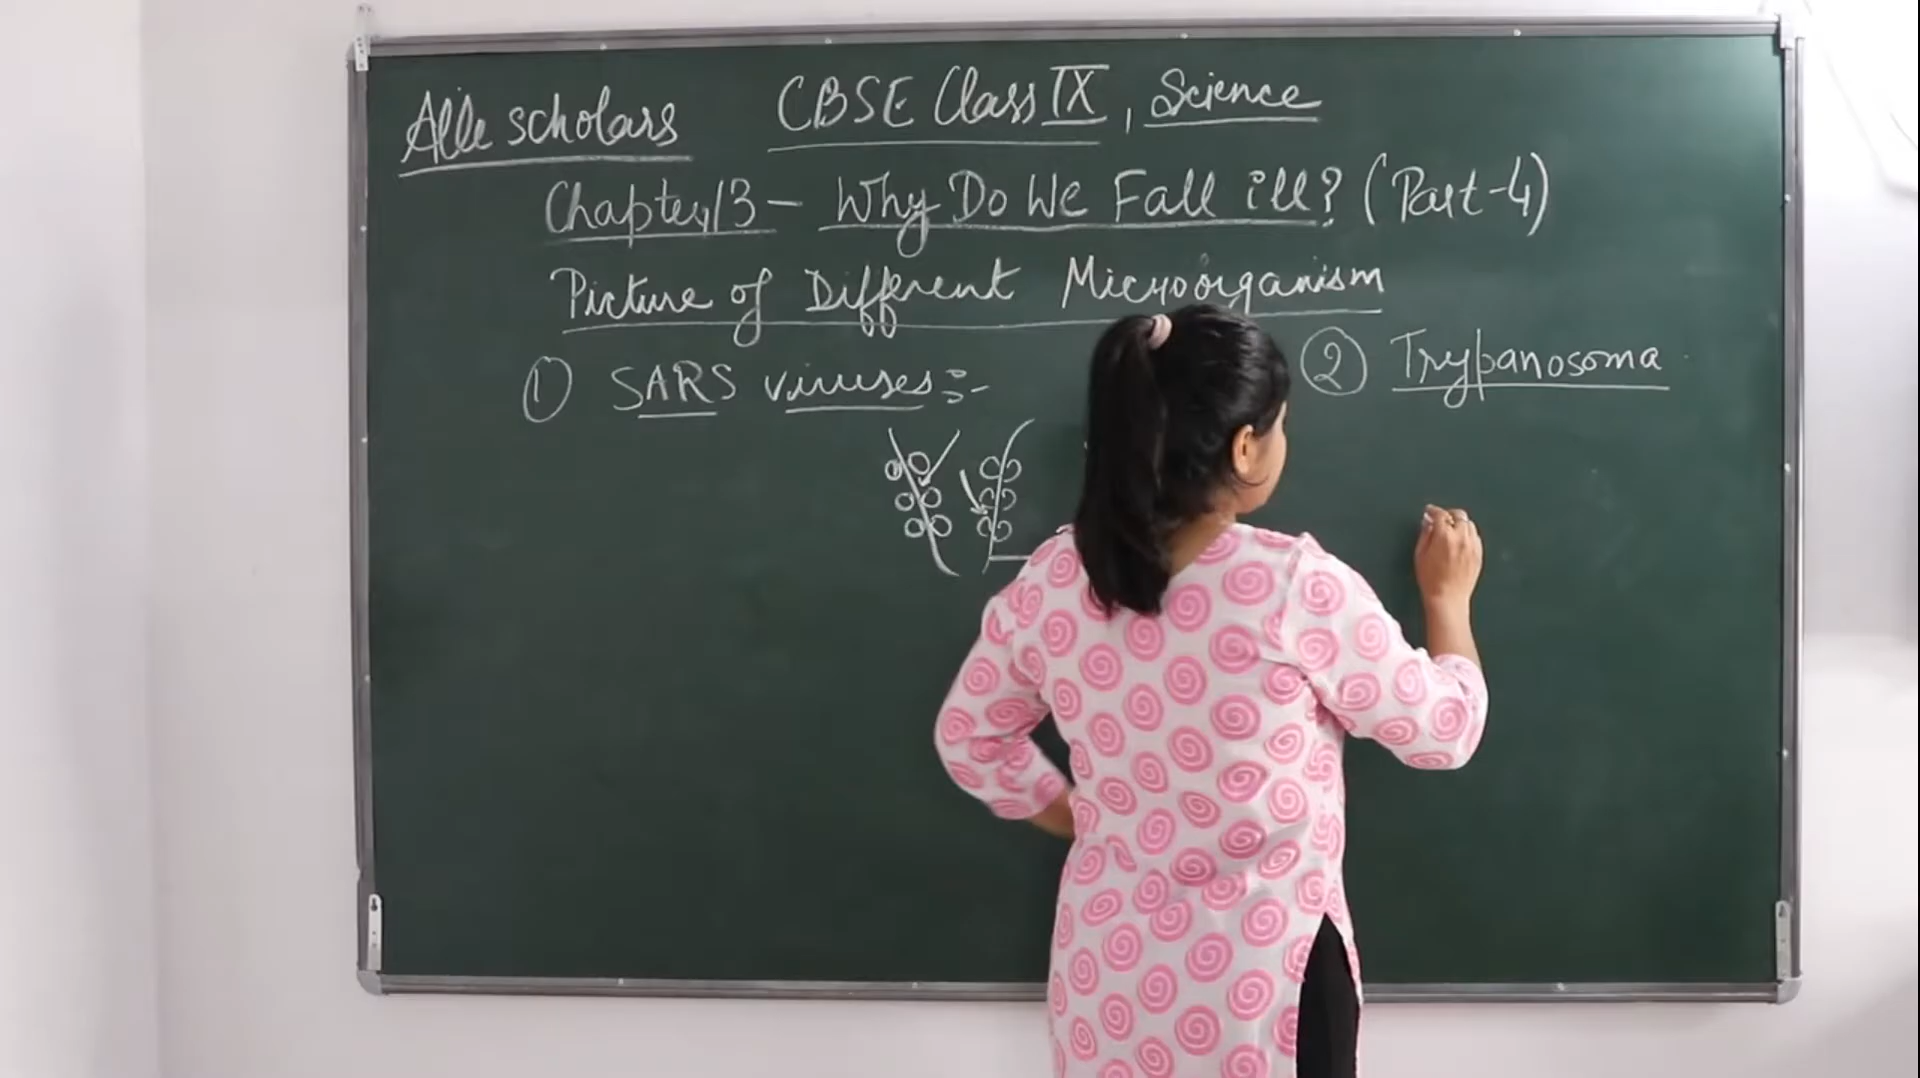 Alle scholars CBSE Class IX, Science
Chapter 13 - Why Do We Fall ill? (Part-4)
Picture of Different Microorganism
① SARS viruses :-
② Trypanosoma